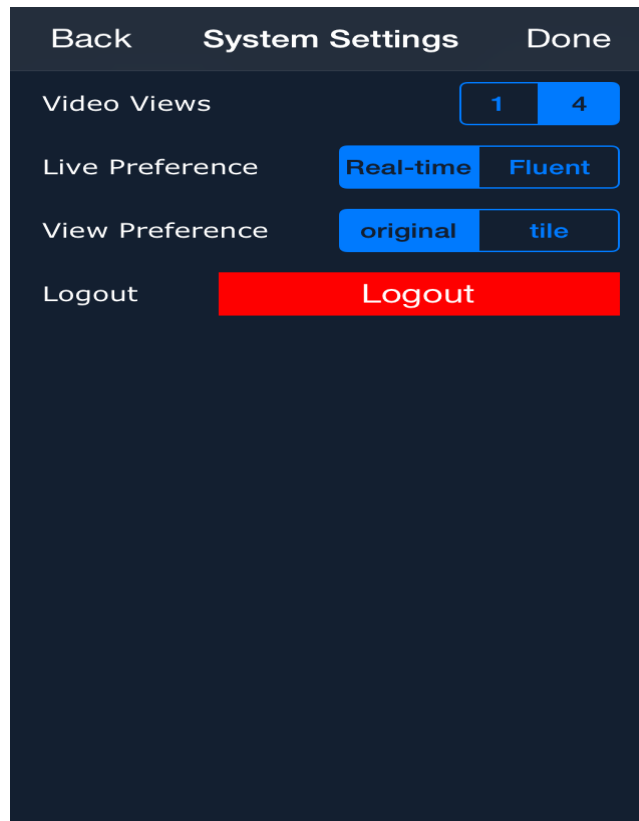 Back System Settings Done
Video Views 1 4
Live Preference Real-time Fluent
View Preference original tile
Logout Logout